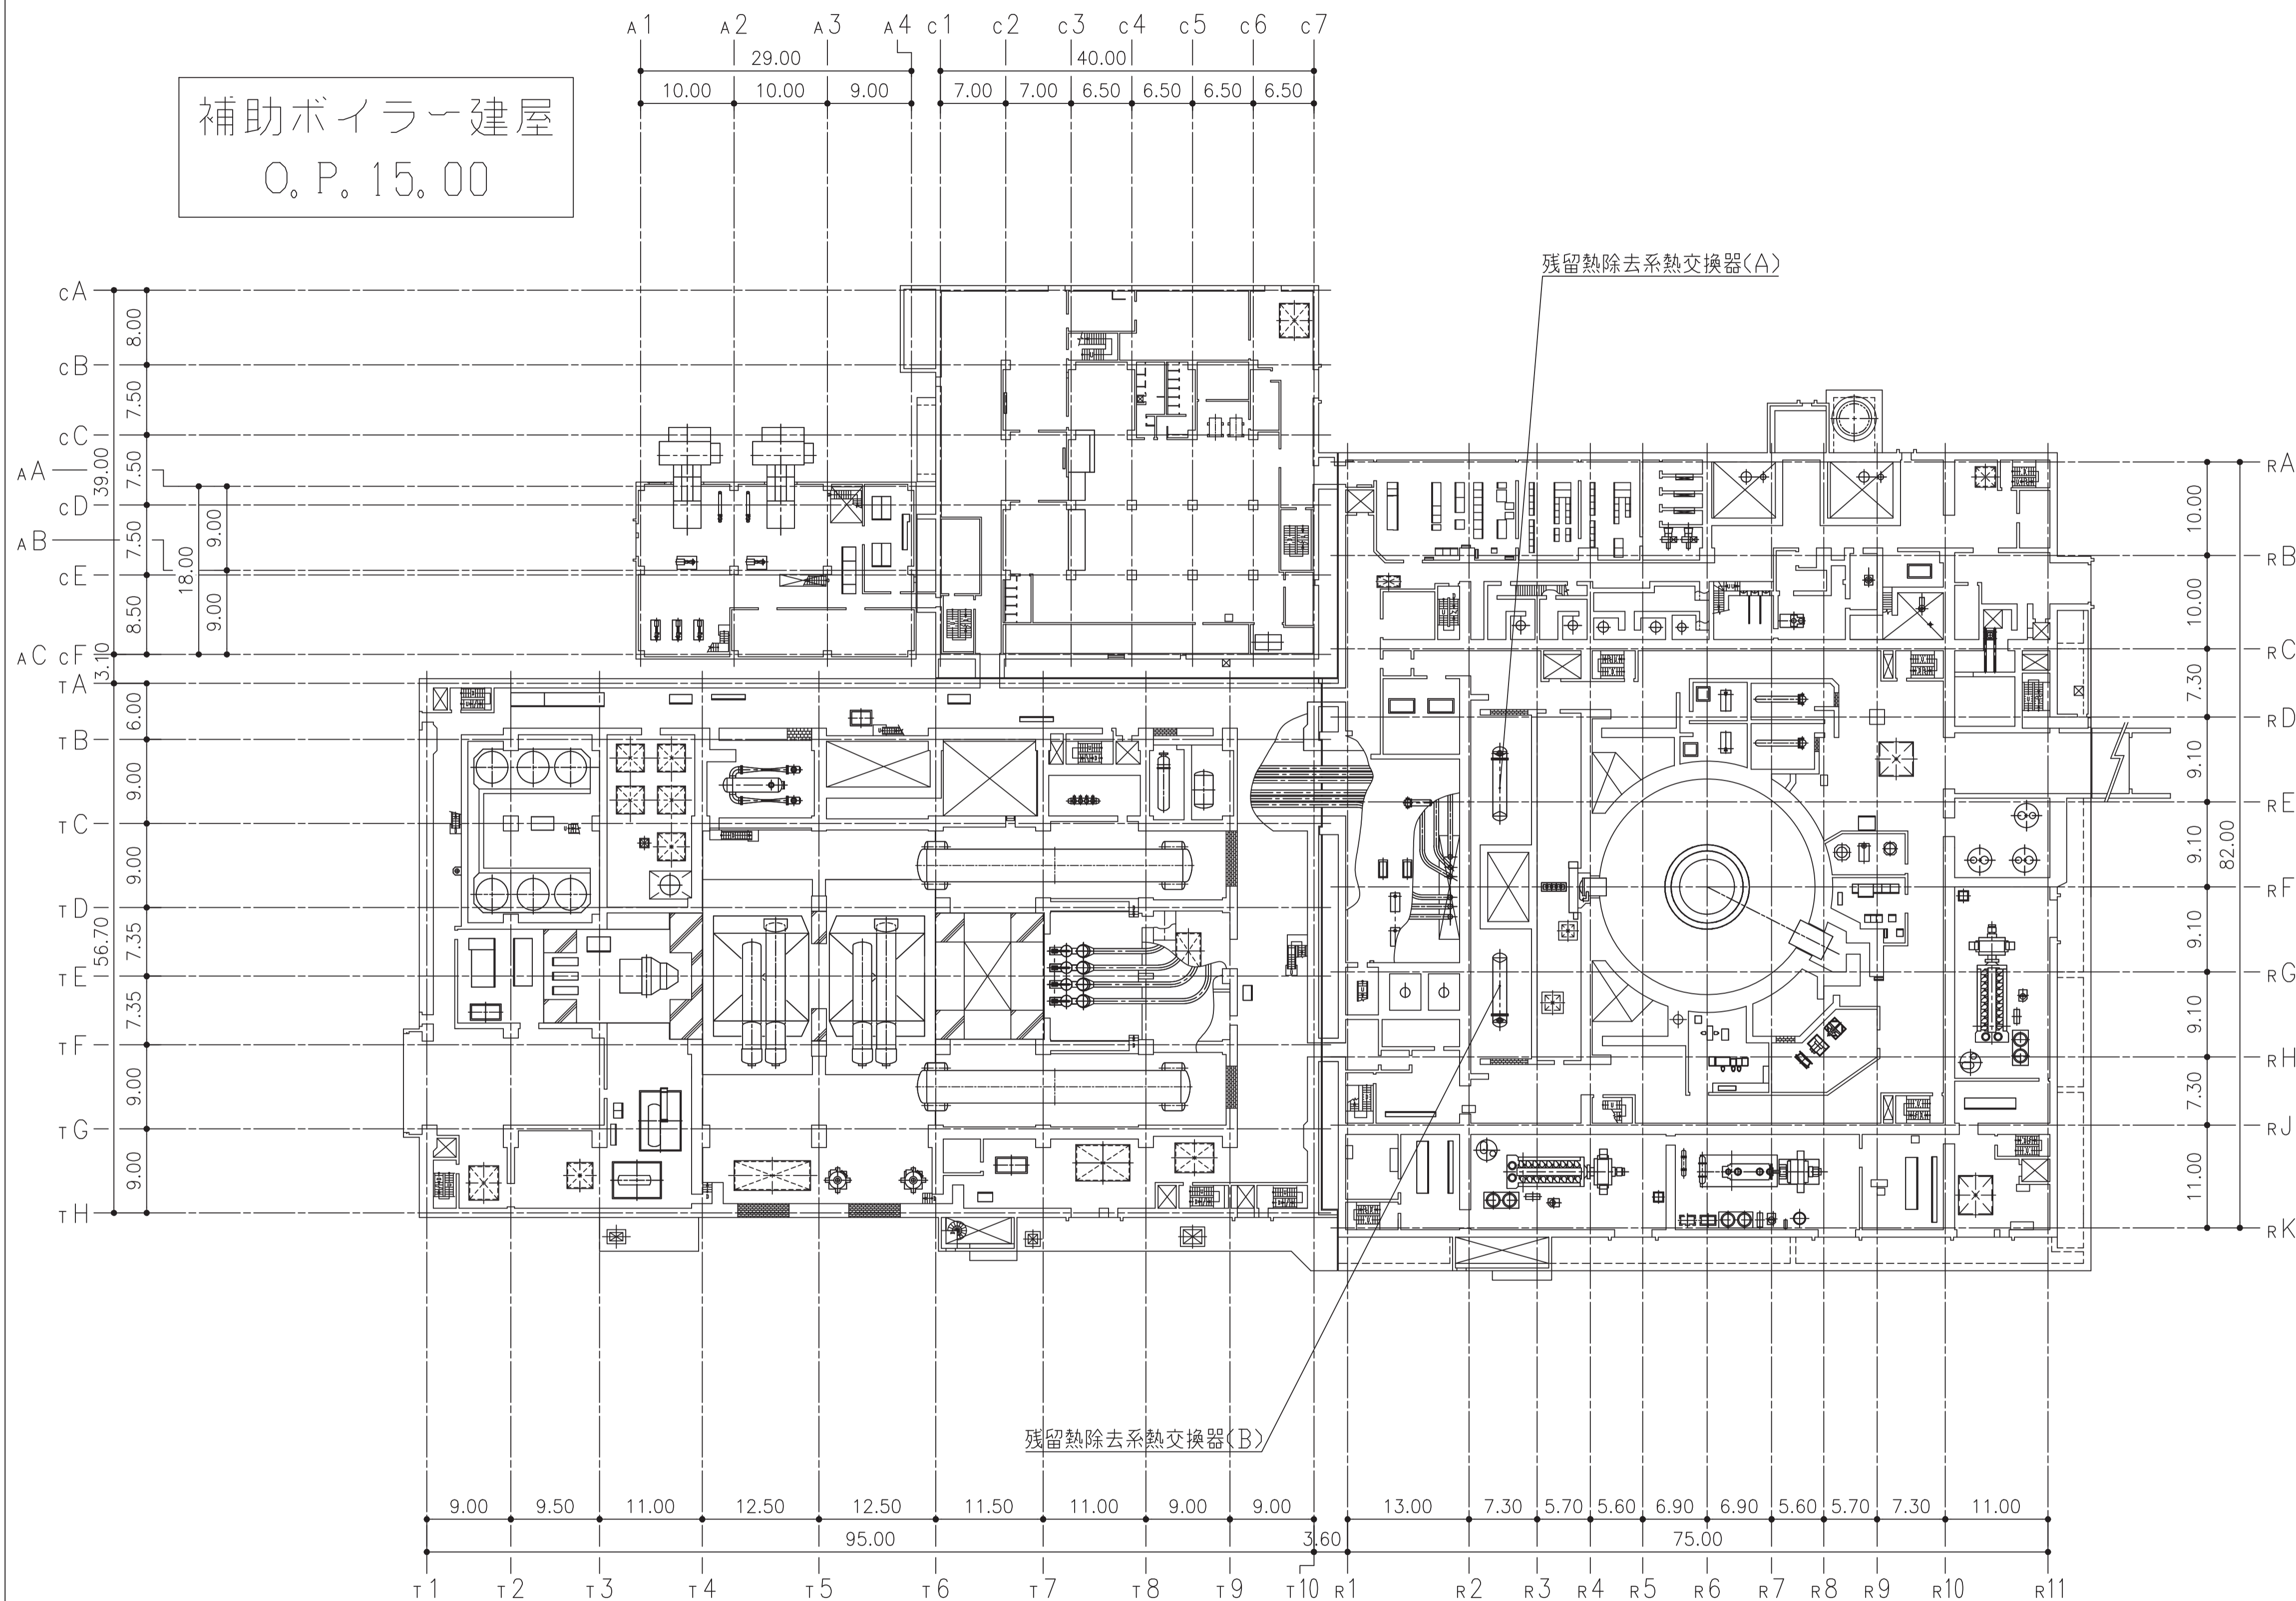 A1 A2 A3 A4 C1 C2 C3 C4 C5 C6 C7
29.00 40.00
10.00 10.00 9.00 7.00 7.00 6.50 6.50 6.50 6.50
補助ボイラー建屋
O.P.15.00
残留熱除去系熱交換器(A)
CA
8.00
CB
7.50
CC
AA
39.00
7.50
CD
AB
7.50
18.00
9.00
9.00
CE
8.50
AC CF
3.10
TA
6.00
TB
9.00
TC
9.00
TD
56.70
7.35
TE
7.35
TF
9.00
TG
9.00
TH
RA
10.00
RB
10.00
RC
7.30
RD
9.10
RE
9.10
82.00
RF
9.10
RG
9.10
RH
7.30
RJ
11.00
RK
残留熱除去系熱交換器(B)
9.00 9.50 11.00 12.50 12.50 11.50 11.00 9.00 9.00 13.00 7.30 5.70 5.60 6.90 6.90 5.60 5.70 7.30 11.00
95.00 3.60 75.00
T1 T2 T3 T4 T5 T6 T7 T8 T9 T10 R1 R2 R3 R4 R5 R6 R7 R8 R9 R10 R11